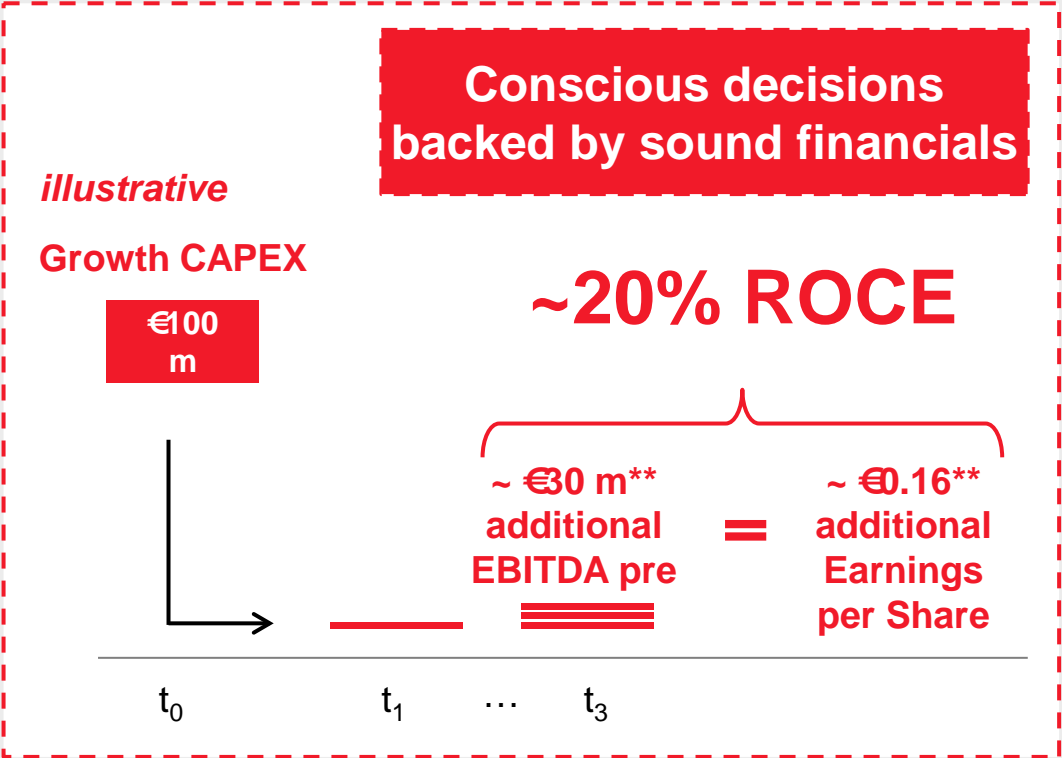 Conscious decisions
backed by sound financials
illustrative
Growth CAPEX
€100
m
~20% ROCE
~ €30 m**
additional
EBITDA pre
=
~ €0.16**
additional
Earnings
per Share
t0
t1
…
t3